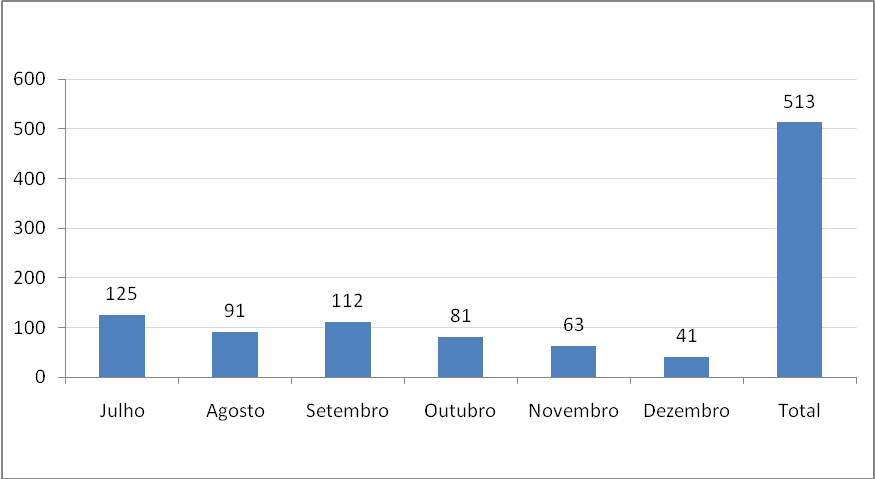 600
500
400
300
200
100
0
125
91
112
81
63
41
513
Julho
Agosto
Setembro
Outubro
Novembro
Dezembro
Total